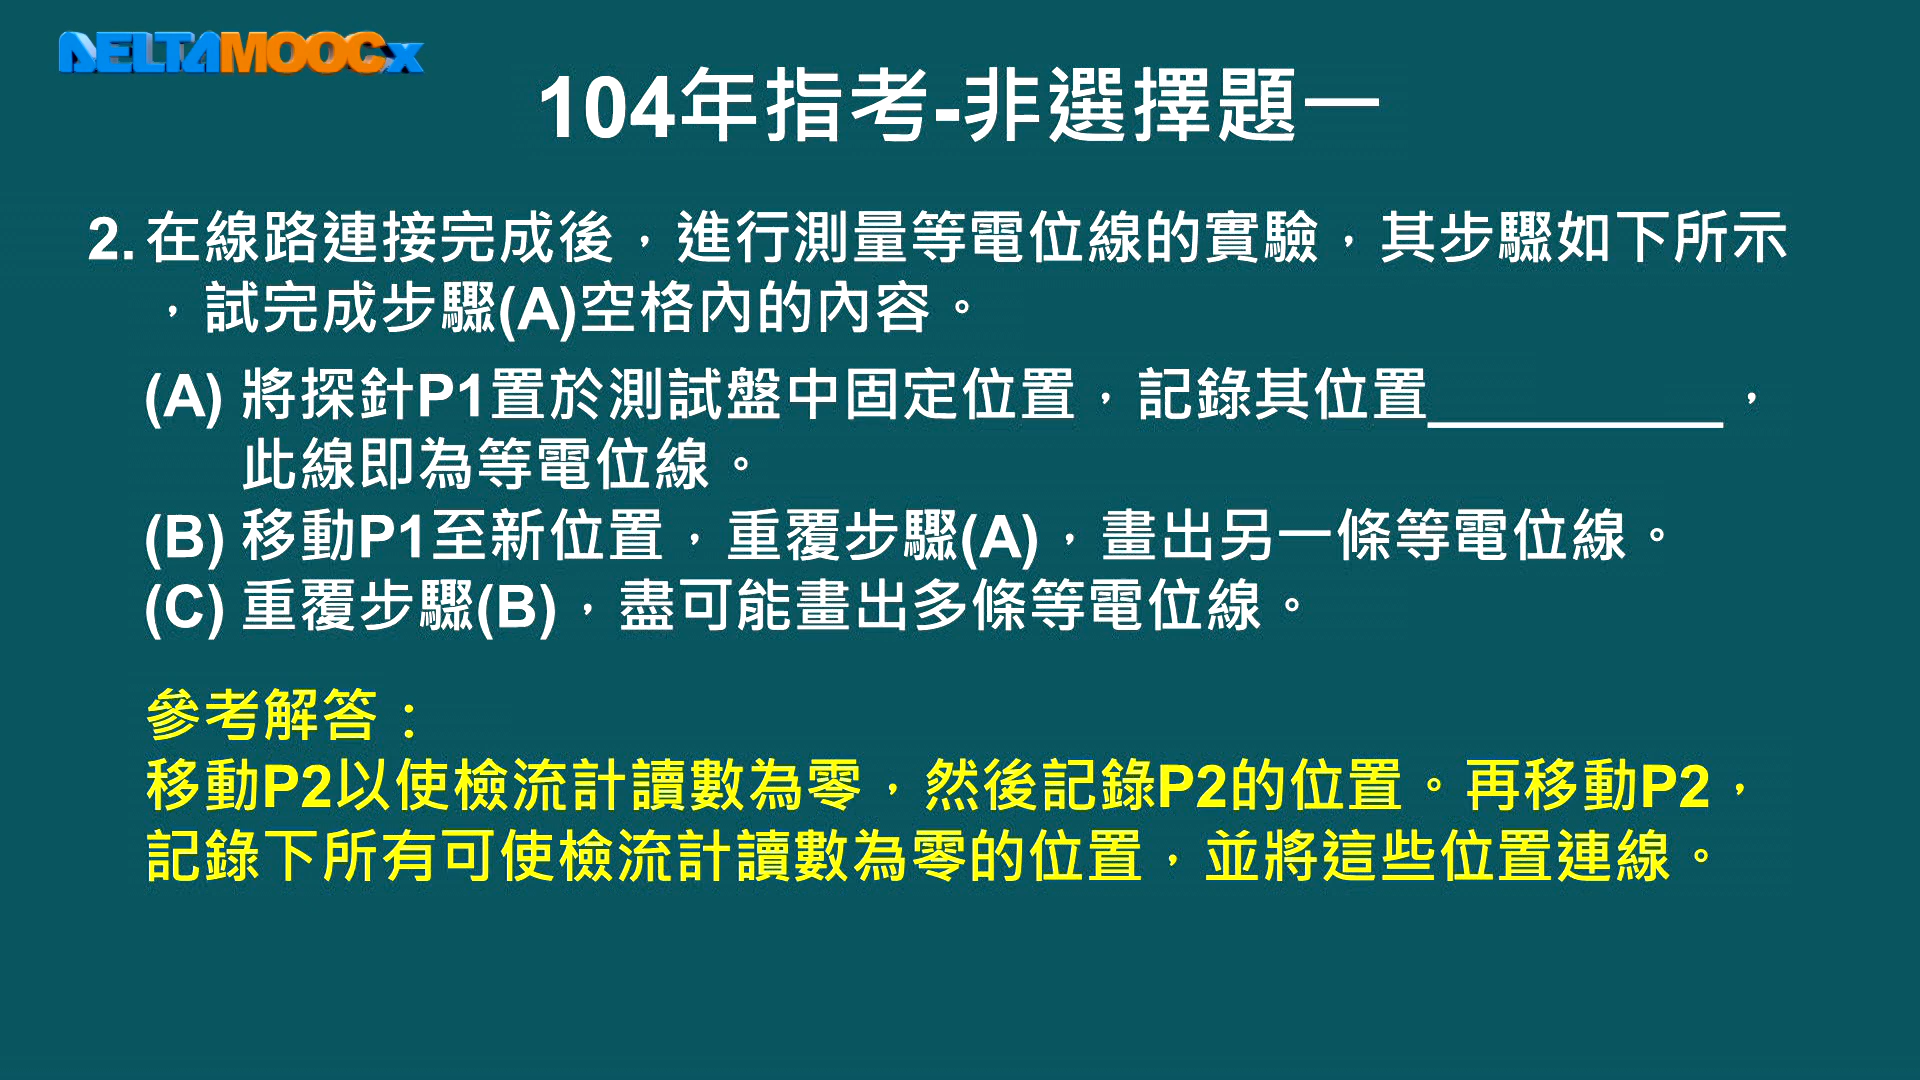 DELTAMOOCx
104年指考-非選擇題一
2. 在線路連接完成後，進行測量等電位線的實驗，其步驟如下所示
，試完成步驟(A)空格內的內容。
(A) 將探針P1置於測試盤中固定位置，記錄其位置__________，
此線即為等電位線。
(B) 移動P1至新位置，重覆步驟(A)，畫出另一條等電位線。
(C) 重覆步驟(B)，盡可能畫出多條等電位線。
參考解答：
移動P2以使檢流計讀數為零，然後記錄P2的位置。再移動P2，
記錄下所有可使檢流計讀數為零的位置，並將這些位置連線。